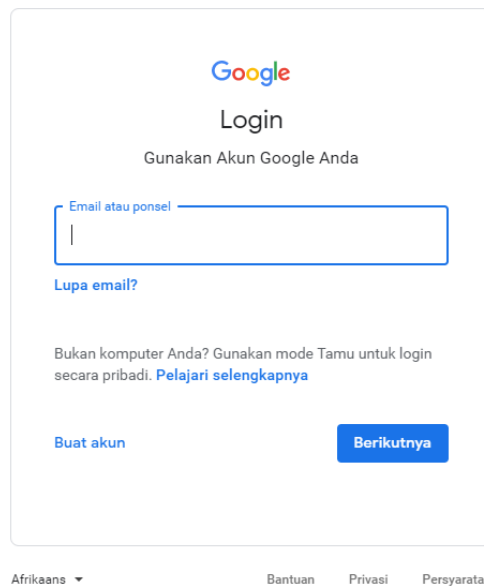 Google
Login
Gunakan Akun Google Anda
Email atau ponsel
Lupa email?
Bukan komputer Anda? Gunakan mode Tamu untuk login
secara pribadi. Pelajari selengkapnya
Buat akun Berikutnya
Afrikaans Bantuan Privasi Persyarata